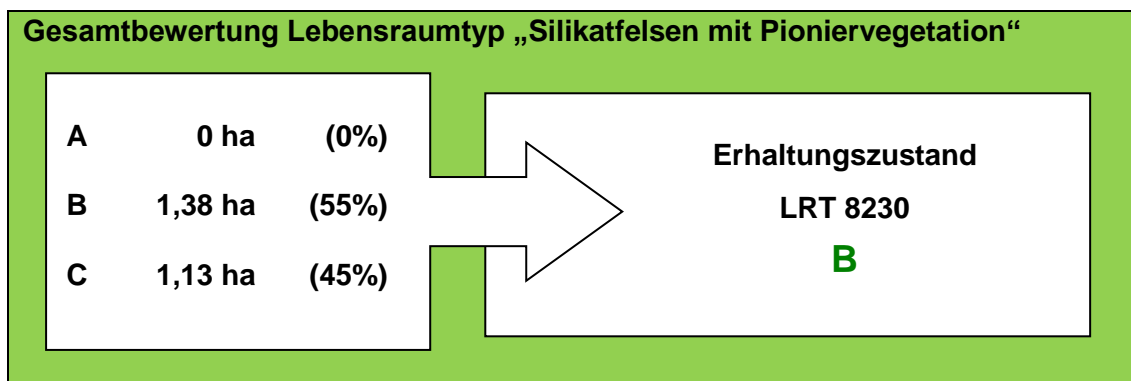 Gesamtbewertung Lebensraumtyp „Silikatfelsen mit Pioniervegetation“
A 0 ha (0%)
B 1,38 ha (55%)
C 1,13 ha (45%)
Erhaltungszustand
LRT 8230
B